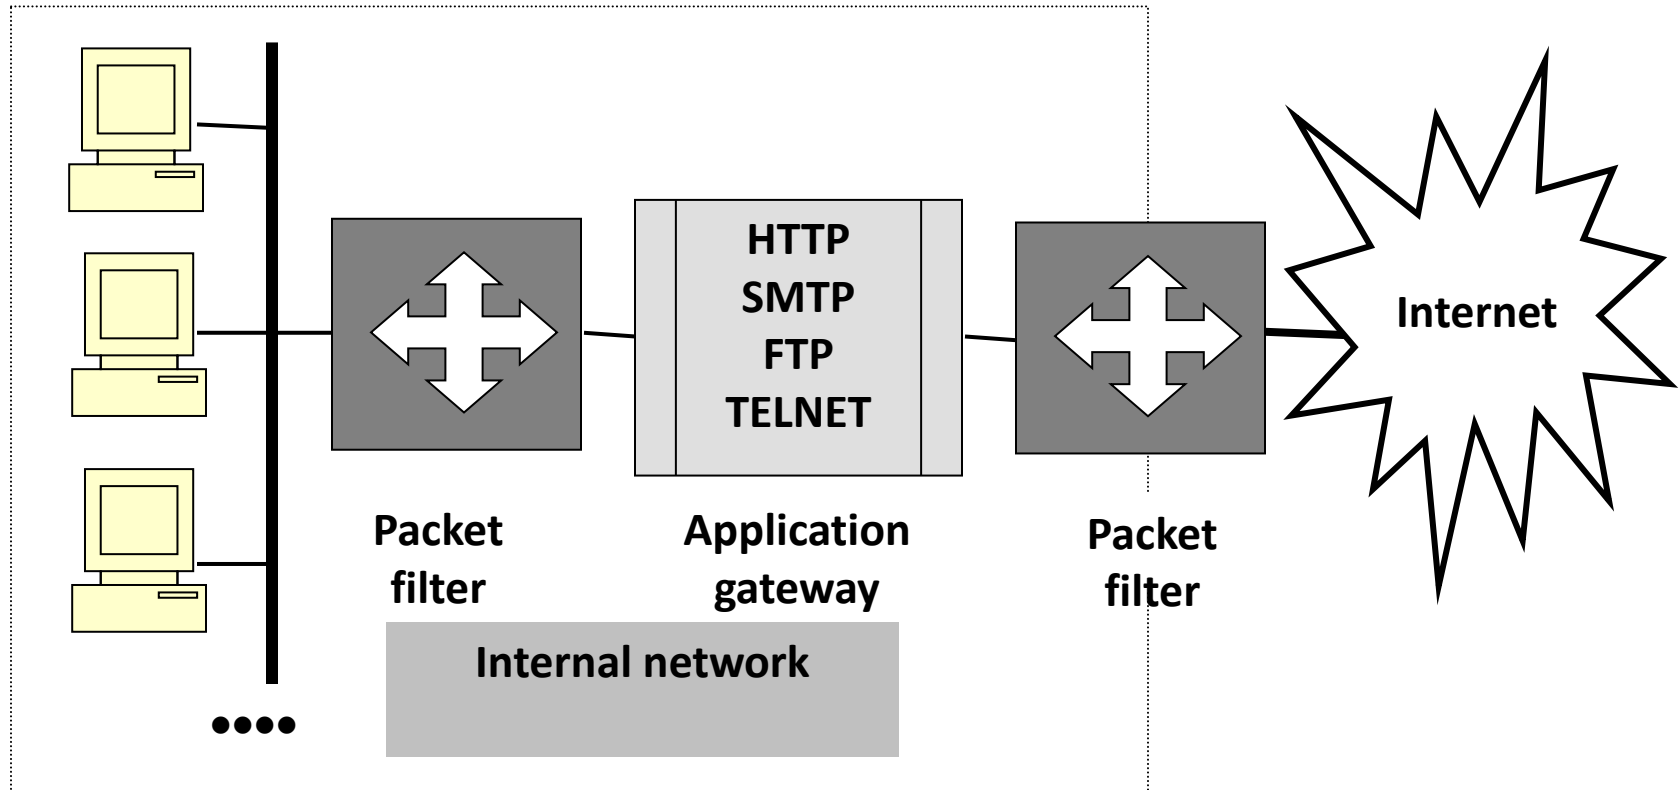 HTTP
SMTP
FTP
TELNET
Internet
Packet
filter
Application
gateway
Packet
filter
Internal network